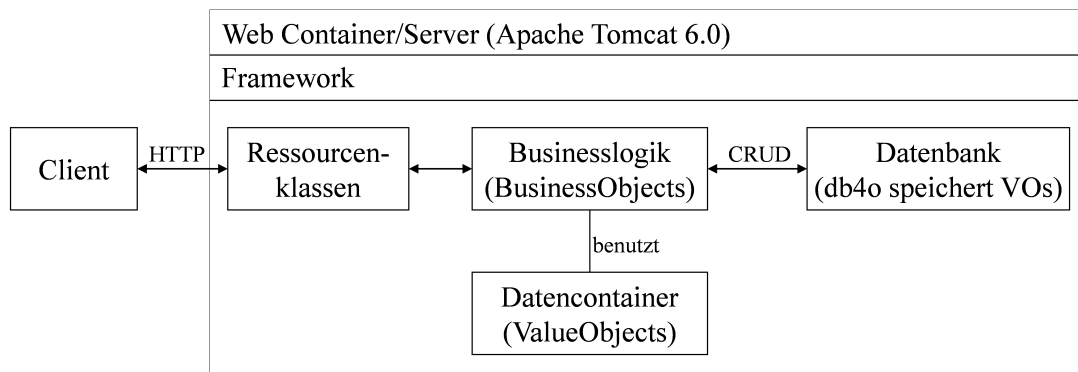 Web Container/Server (Apache Tomcat 6.0)
Framework
Client
HTTP
Ressourcen-
klassen
Businesslogik
(BusinessObjects)
CRUD
Datenbank
(db4o speichert VOs)
benutzt
Datencontainer
(ValueObjects)